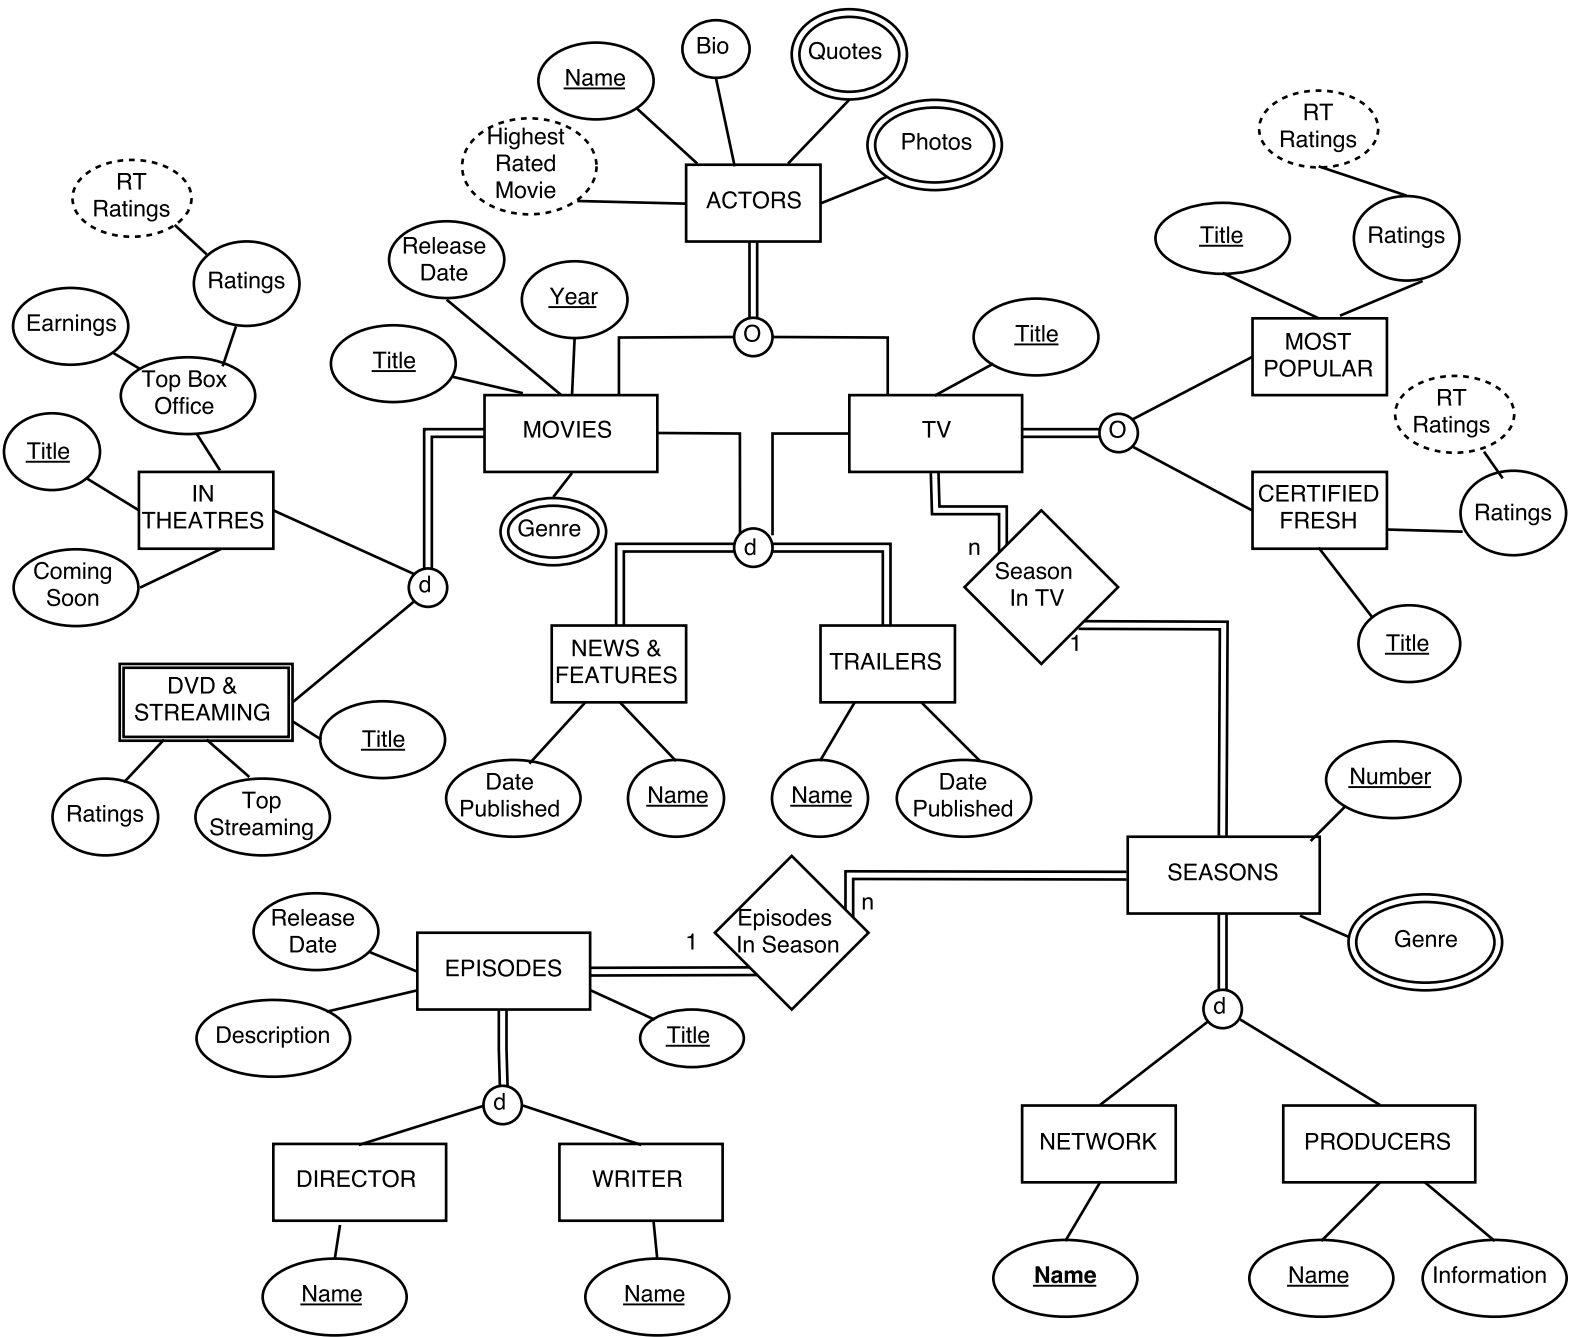 Bio
Quotes
Name
Highest
Rated
Movie
Photos
ACTORS
RT
Ratings
RT
Ratings
Release
Date
Title
Ratings
Ratings
Year
Earnings
Title
Title
O
Top Box
Office
MOST
POPULAR
RT
Ratings
Title
MOVIES
TV
O
IN
THEATRES
Genre
CERTIFIED
FRESH
Ratings
d
n
Season
In TV
1
Coming
Soon
d
NEWS &
FEATURES
TRAILERS
Title
DVD &
STREAMING
Title
Ratings
Top
Streaming
Date
Published
Name
Name
Date
Published
Number
SEASONS
Release
Date
Episodes
In Season
n
1
Genre
EPISODES
Description
Title
d
d
DIRECTOR
WRITER
NETWORK
PRODUCERS
Name
Name
Name
Name
Information